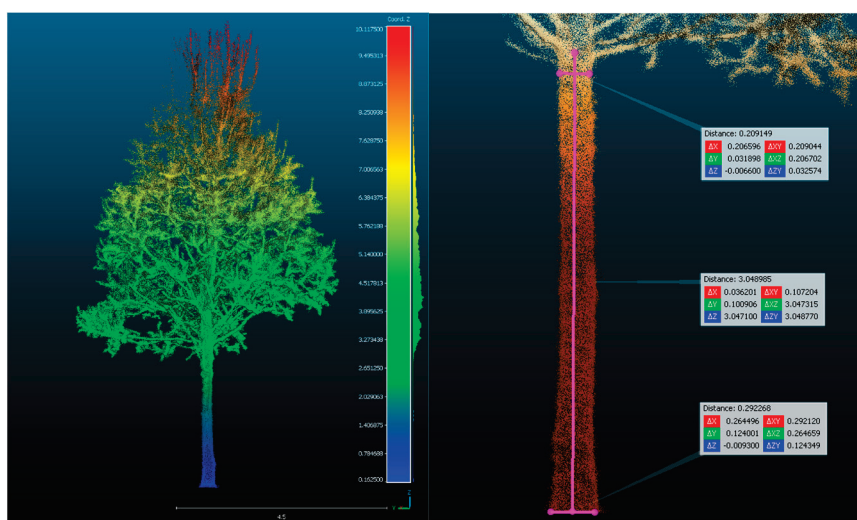 Coord. Z
10.117500
9.495313
8.873125
8.250938
7.628750
7.006563
6.384375
5.762188
5.140000
4.517813
3.895625
3.273438
2.651250
2.029063
1.406875
0.784688
0.162500
Z
Y
4.5
Distance: 0.209149
ΔX 0.206596 ΔXY 0.209044
ΔY 0.031898 ΔXZ 0.206702
ΔZ -0.006600 ΔZY 0.032574
Distance: 3.048985
ΔX 0.036201 ΔXY 0.107204
ΔY 0.100906 ΔXZ 3.047315
ΔZ 3.047100 ΔZY 3.048770
Distance: 0.292268
ΔX 0.264496 ΔXY 0.292120
ΔY 0.124001 ΔXZ 0.264659
ΔZ -0.009300 ΔZY 0.124349